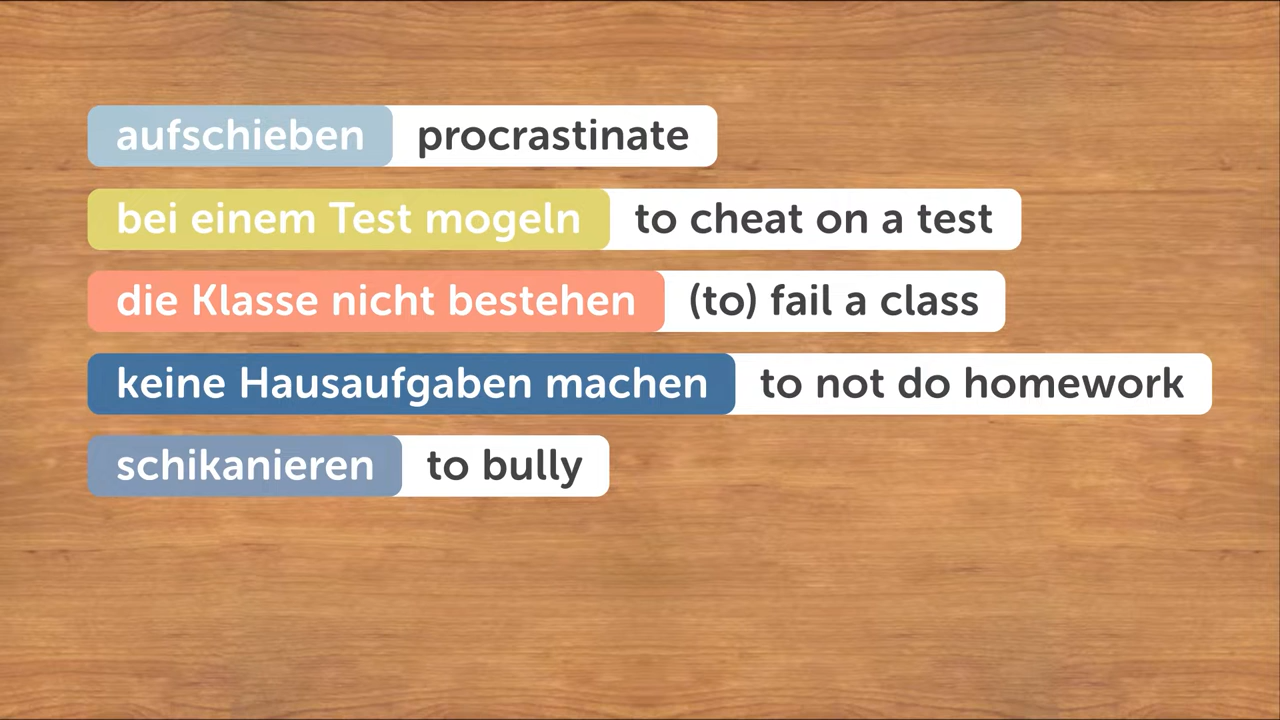 aufschieben procrastinate
bei einem Test mogeln to cheat on a test
die Klasse nicht bestehen (to) fail a class
keine Hausaufgaben machen to not do homework
schikanieren to bully